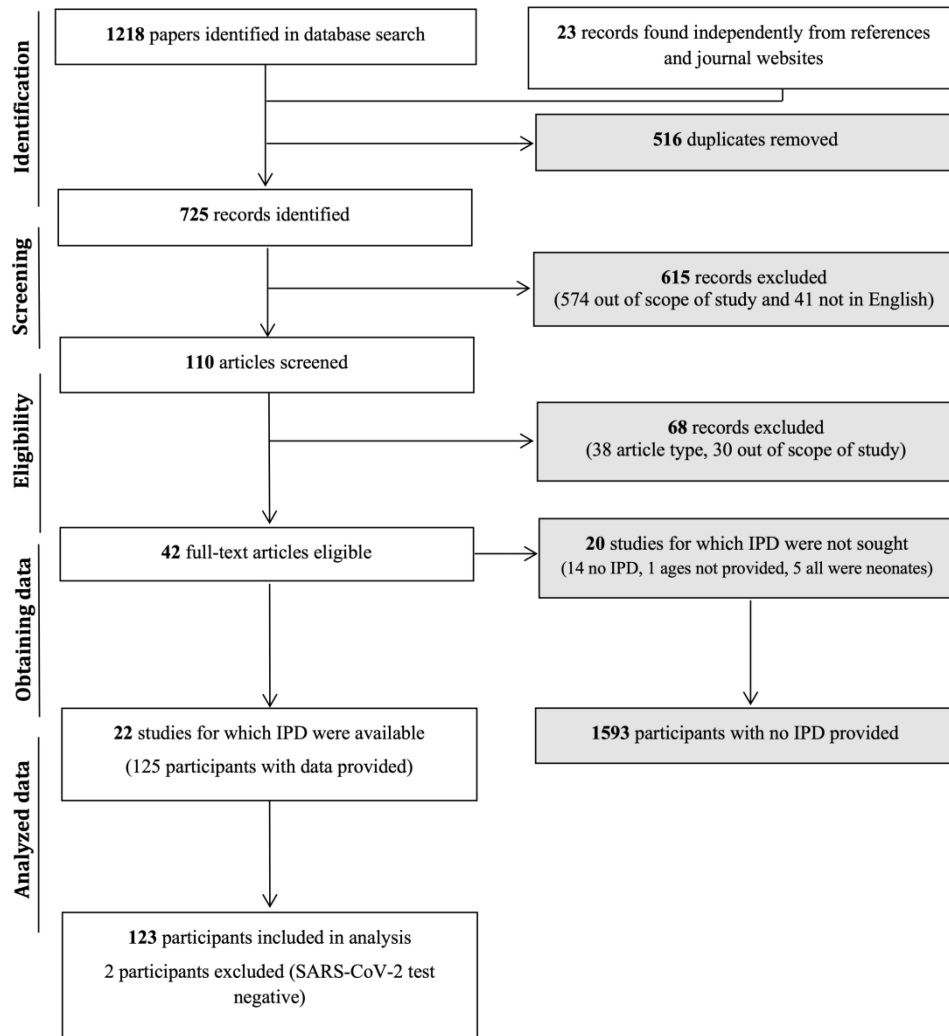 Identification
1218 papers identified in database search
23 records found independently from references
and journal websites
516 duplicates removed
725 records identified
Screening
615 records excluded
(574 out of scope of study and 41 not in English)
110 articles screened
Eligibility
68 records excluded
(38 article type, 30 out of scope of study)
42 full-text articles eligible
Obtaining data
20 studies for which IPD were not sought
(14 no IPD, 1 ages not provided, 5 all were neonates)
22 studies for which IPD were available
(125 participants with data provided)
1593 participants with no IPD provided
Analyzed data
123 participants included in analysis
2 participants excluded (SARS-CoV-2 test
negative)